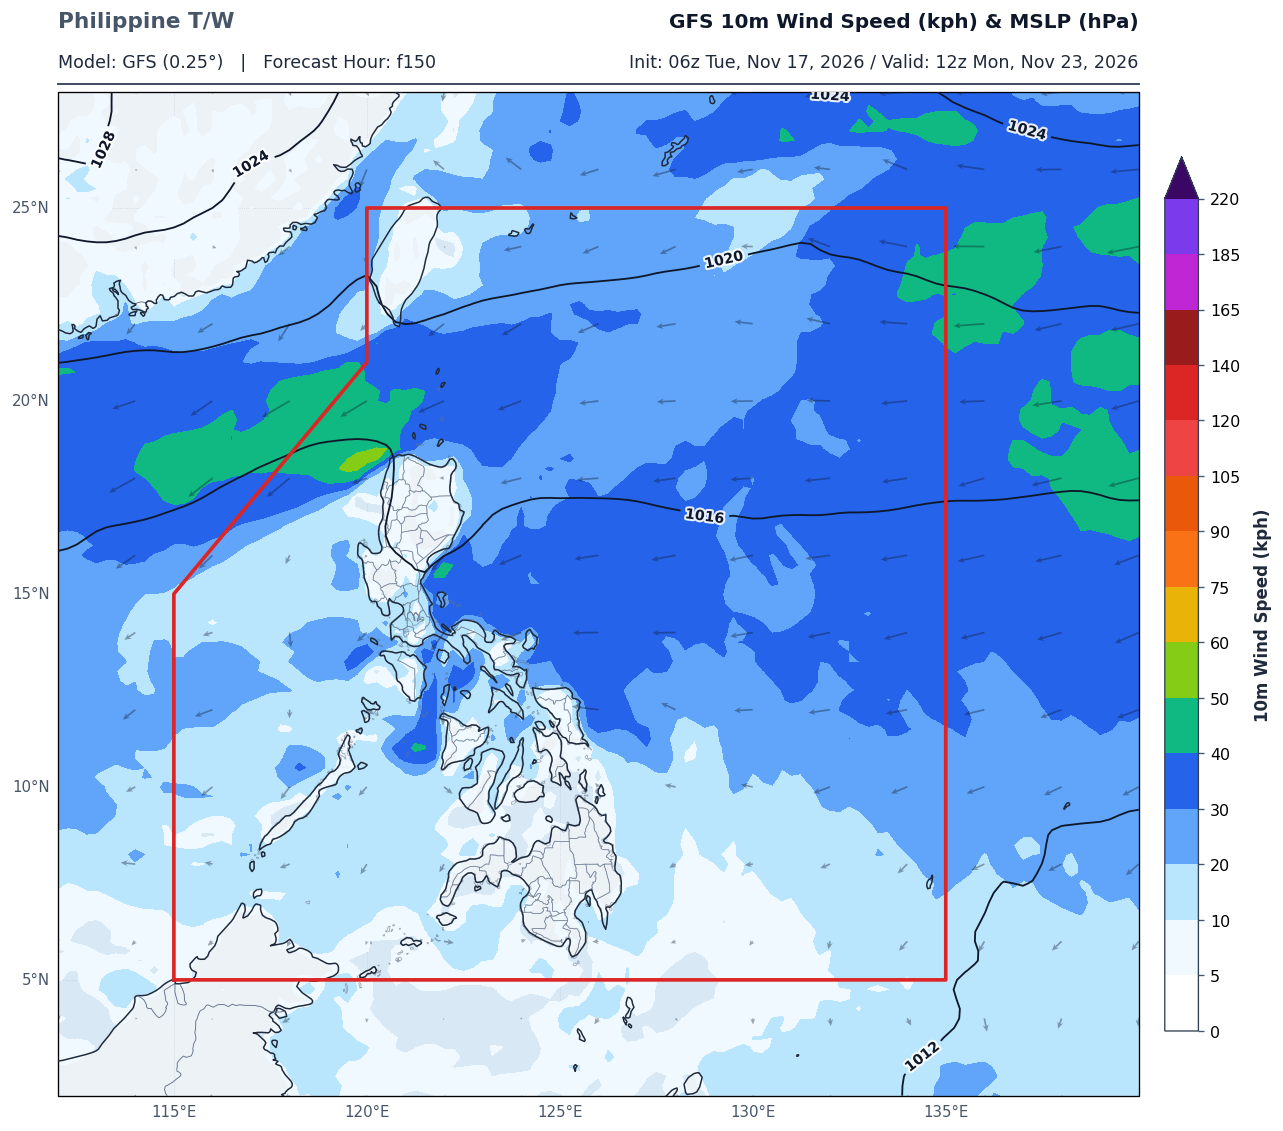 Philippine T/W
GFS 10m Wind Speed (kph) & MSLP (hPa)
Model: GFS (0.25°)   |   Forecast Hour: f150
Init: 06z Tue, Nov 17, 2026 / Valid: 12z Mon, Nov 23, 2026
1024
1024
1028
1024
1020
1016
1012
25°N
20°N
15°N
10°N
5°N
115°E
120°E
125°E
130°E
135°E
220
185
165
140
120
105
90
75
60
50
40
30
20
10
5
0
10m Wind Speed (kph)